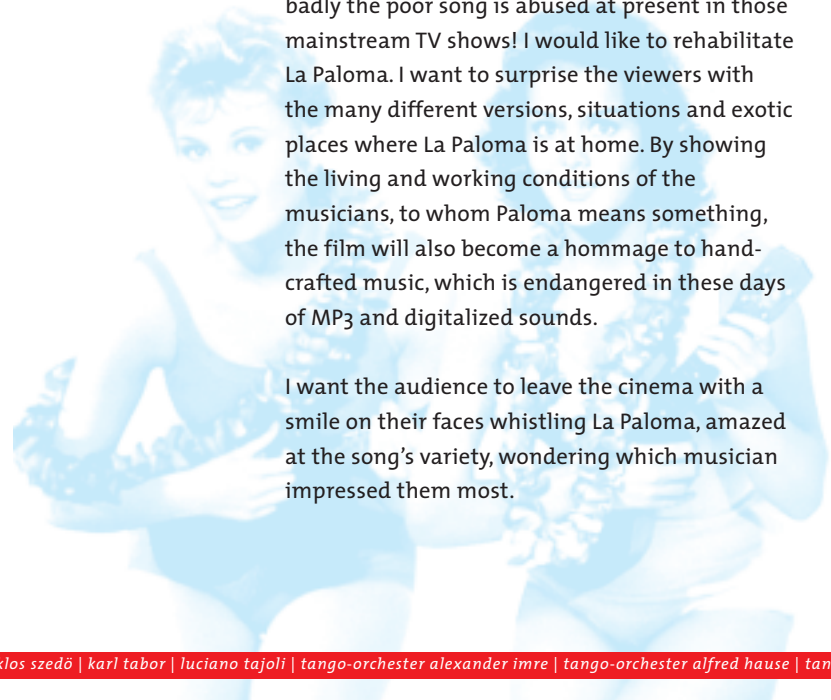 badly the poor song is abused at present in those
mainstream TV shows! I would like to rehabilitate
La Paloma. I want to surprise the viewers with
the many different versions, situations and exotic
places where La Paloma is at home. By showing
the living and working conditions of the
musicians, to whom Paloma means something,
the film will also become a hommage to hand-
crafted music, which is endangered in these days
of MP3 and digitalized sounds.
I want the audience to leave the cinema with a
smile on their faces whistling La Paloma, amazed
at the song's variety, wondering which musician
impressed them most.
szedö | karl tabor | luciano tajoli | tango-orchester alexander imre | tango-orchester alfred hause |